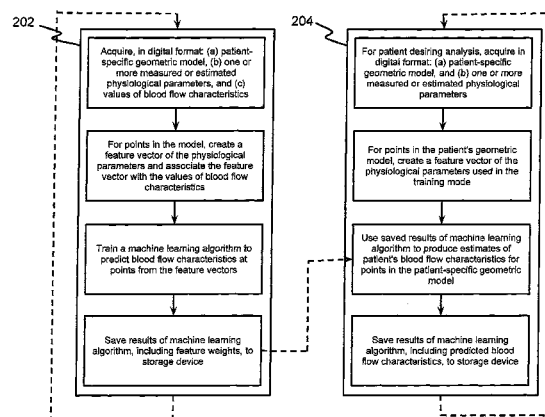 202
Acquire, in digital format: (a) patient-
specific geometric model, (b) one
or more measured or estimated
physiological parameters, and (c)
values of blood flow characteristics
For points in the model, create a
feature vector of the physiological
parameters and associate the feature
vector with the values of blood flow
characteristics
Train a machine learning algorithm to
predict blood flow characteristics at
points from the feature vectors
Save results of machine learning
algorithm, including feature weights, to
storage device
204
For patient desiring analysis, acquire in
digital format: (a) patient-specific
geometric model, and (b) one or more
measured or estimated physiological
parameters
For points in the patient's geometric
model, create a feature vector of the
physiological parameters used in the
training mode
Use saved results of machine learning
algorithm to produce estimates of
patient's blood flow characteristics for
points in the patient-specific geometric
model
Save results of machine learning
algorithm, including predicted blood
flow characteristics, to storage device